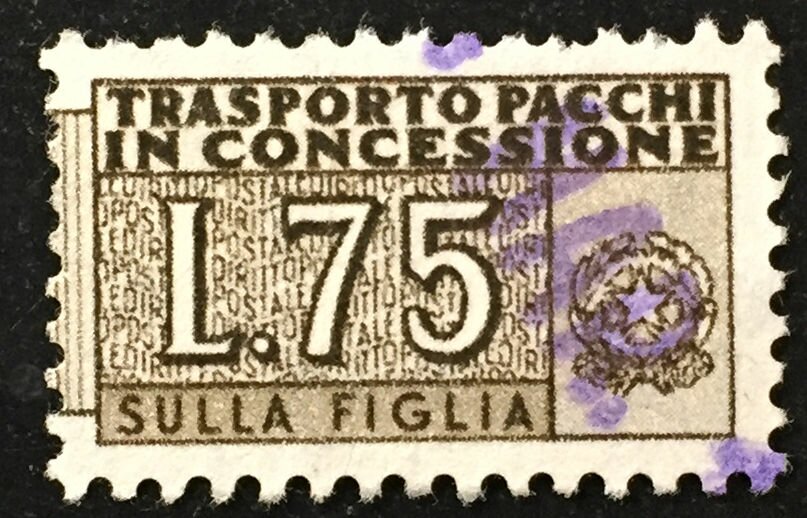 TRASPORTO PACCHI
IN CONCESSIONE
L.75
SULLA FIGLIA